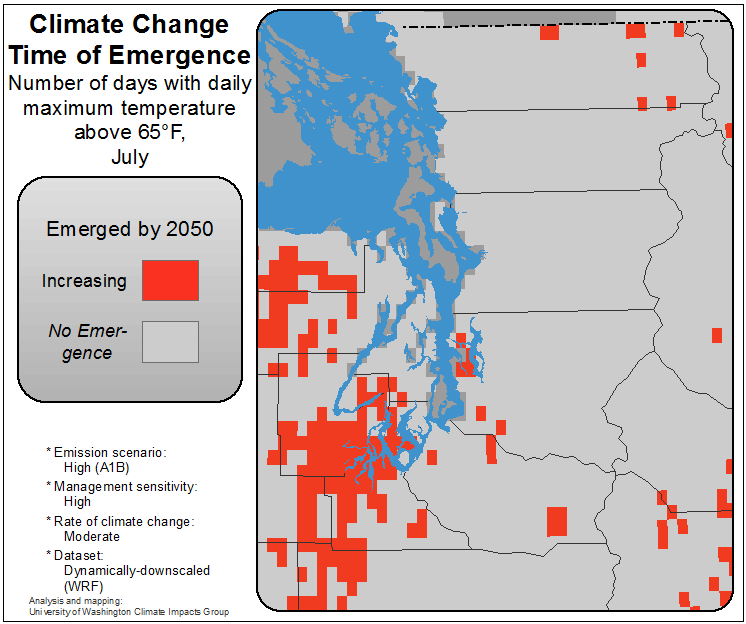 Climate Change
Time of Emergence
Number of days with daily
maximum temperature
above 65°F,
July
Emerged by 2050
Increasing
No Emer-
gence
* Emission scenario:
High (A1B)
* Management sensitivity:
High
* Rate of climate change:
Moderate
* Dataset:
Dynamically-downscaled
(WRF)
Analysis and mapping:
University of Washington Climate Impacts Group